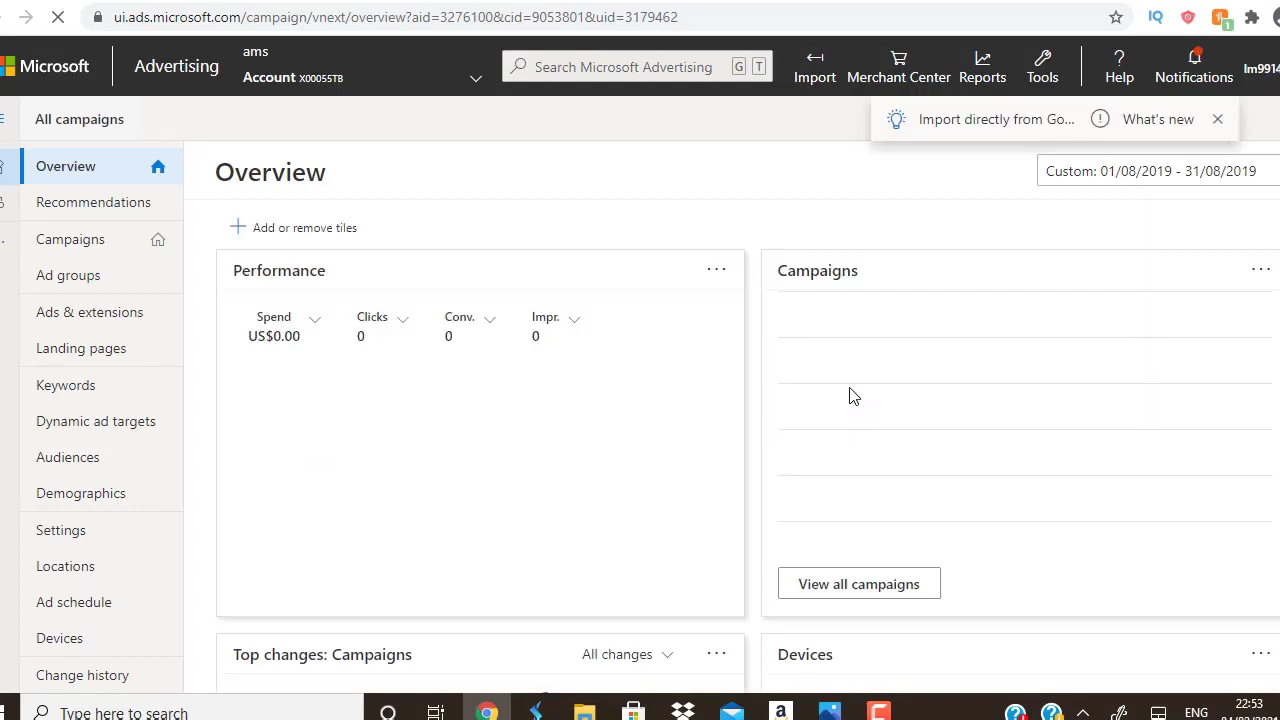 ui.ads.microsoft.com/campaign/vnext/overview?aid=3276100&cid=9053801&uid=3179462
IQ
1
Microsoft
Advertising
ams
Account X00055TB
Search Microsoft Advertising
G
T
Import
Merchant Center
Reports
Tools
Help
Notifications
lm9914
All campaigns
Import directly from Go...
What's new
Overview
Recommendations
Campaigns
Ad groups
Ads & extensions
Landing pages
Keywords
Dynamic ad targets
Audiences
Demographics
Settings
Locations
Ad schedule
Devices
Change history
Overview
Custom: 01/08/2019 - 31/08/2019
Add or remove tiles
Performance
Spend
US$0.00
Clicks
0
Conv.
0
Impr.
0
Campaigns
View all campaigns
Top changes: Campaigns
All changes
Devices
Type here to search
a
ENG
22:53